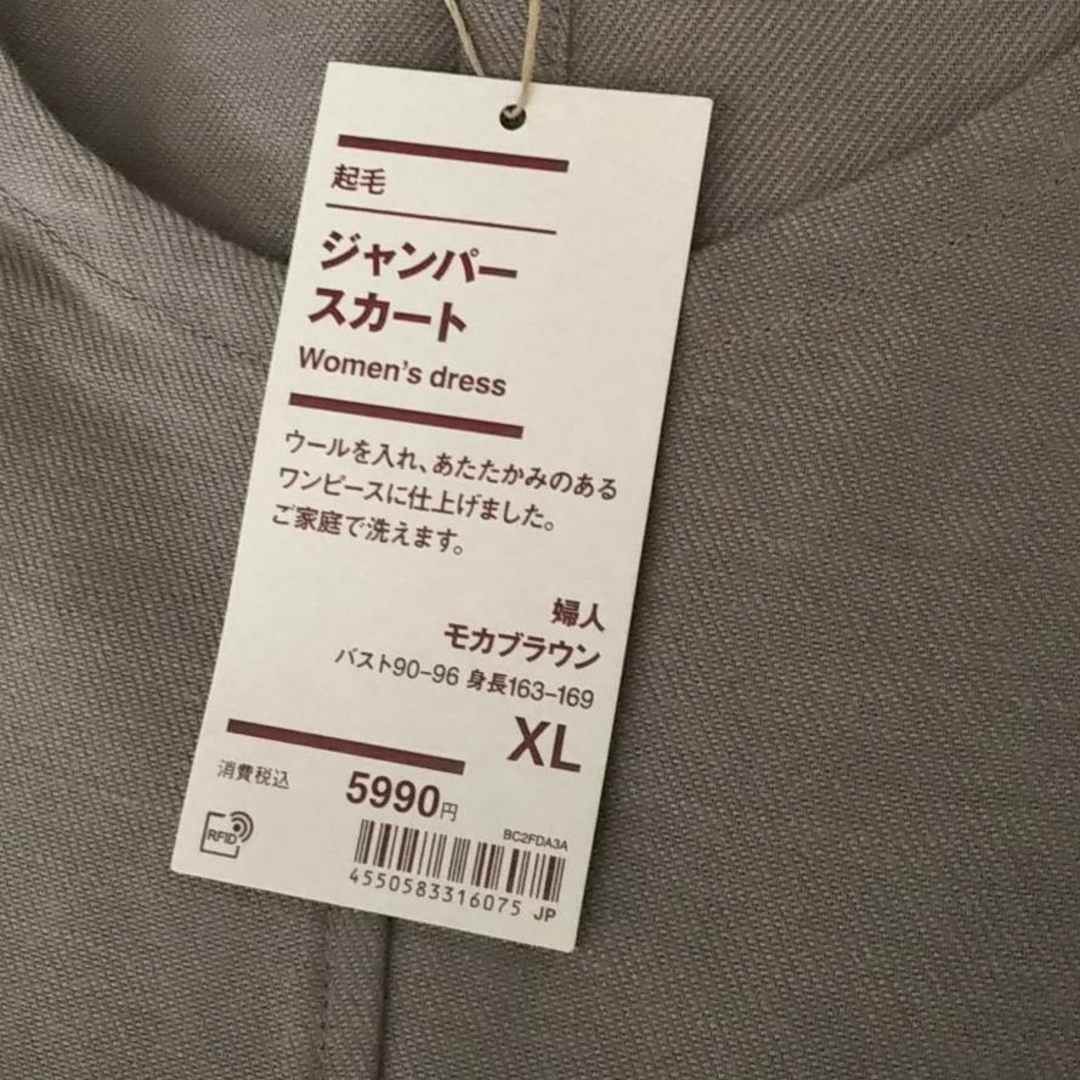 起毛
ジャンパー
スカート
Women's dress
ウールを入れ、あたたかみのある
ワンピースに仕上げました。
ご家庭で洗えます。
婦人
モカブラウン
バスト90-96 身長163-169
XL
消費税込 5990円
RFID
BC2FDA3A
4550583316075 JP